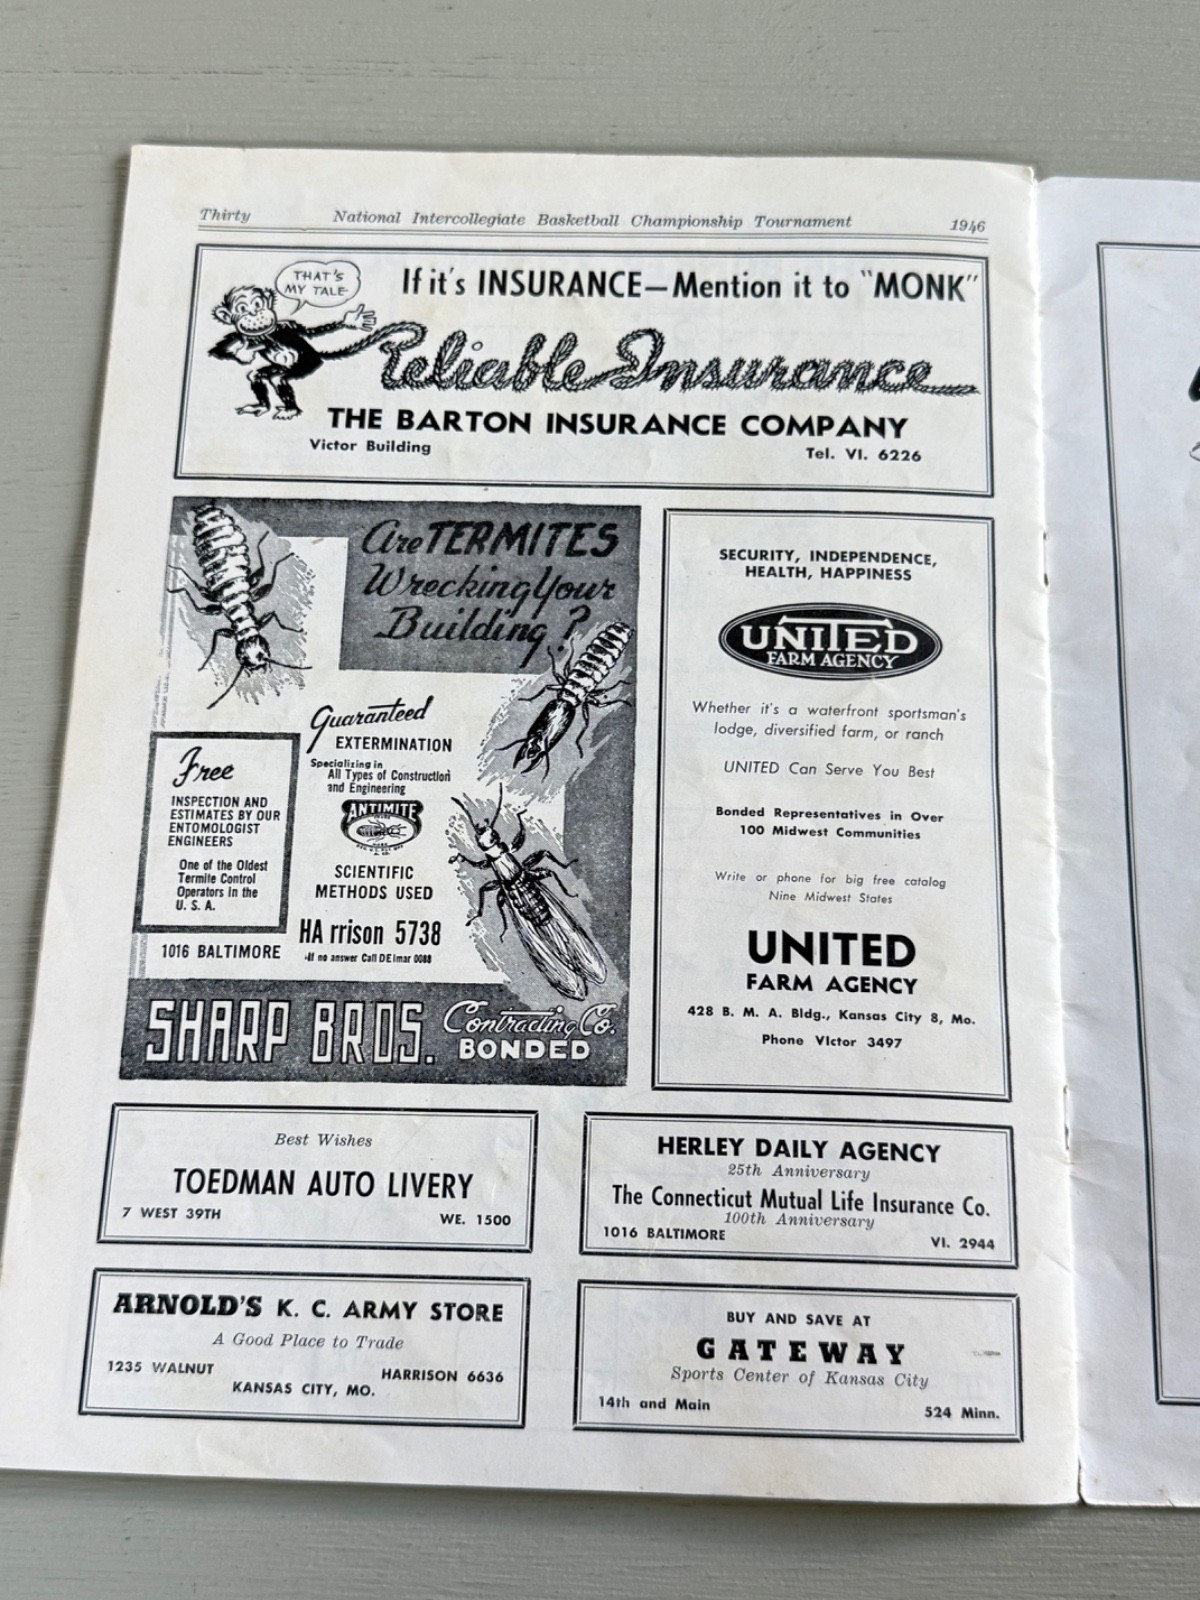 Thirty National Intercollegiate Basketball Championship Tournament 1946
THAT'S
MY TALE
If it's INSURANCE—Mention it to "MONK"
Reliable Insurance
THE BARTON INSURANCE COMPANY
Victor Building Tel. VI. 6226
Are TERMITES
Wrecking Your
Building?
Guaranteed
EXTERMINATION
Specializing in
All Types of Construction
and Engineering
ANTIMITE
SCIENTIFIC
METHODS USED
HA rrison 5738
If no answer Call DE lmar 0088
Free
INSPECTION AND
ESTIMATES BY OUR
ENTOMOLOGIST
ENGINEERS
One of the Oldest
Termite Control
Operators in the
U. S. A.
1016 BALTIMORE
SHARP BROS. Contracting Co.
BONDED
SECURITY, INDEPENDENCE,
HEALTH, HAPPINESS
UNITED
FARM AGENCY
Whether it's a waterfront sportsman's
lodge, diversified farm, or ranch
UNITED Can Serve You Best
Bonded Representatives in Over
100 Midwest Communities
Write or phone for big free catalog
Nine Midwest States
UNITED
FARM AGENCY
428 B. M. A. Bldg., Kansas City 8, Mo.
Phone VIctor 3497
Best Wishes
TOEDMAN AUTO LIVERY
7 WEST 39TH WE. 1500
HERLEY DAILY AGENCY
25th Anniversary
The Connecticut Mutual Life Insurance Co.
100th Anniversary
1016 BALTIMORE VI. 2944
ARNOLD'S K. C. ARMY STORE
A Good Place to Trade
1235 WALNUT HARRISON 6636
KANSAS CITY, MO.
BUY AND SAVE AT
GATEWAY
Sports Center of Kansas City
14th and Main 524 Minn.